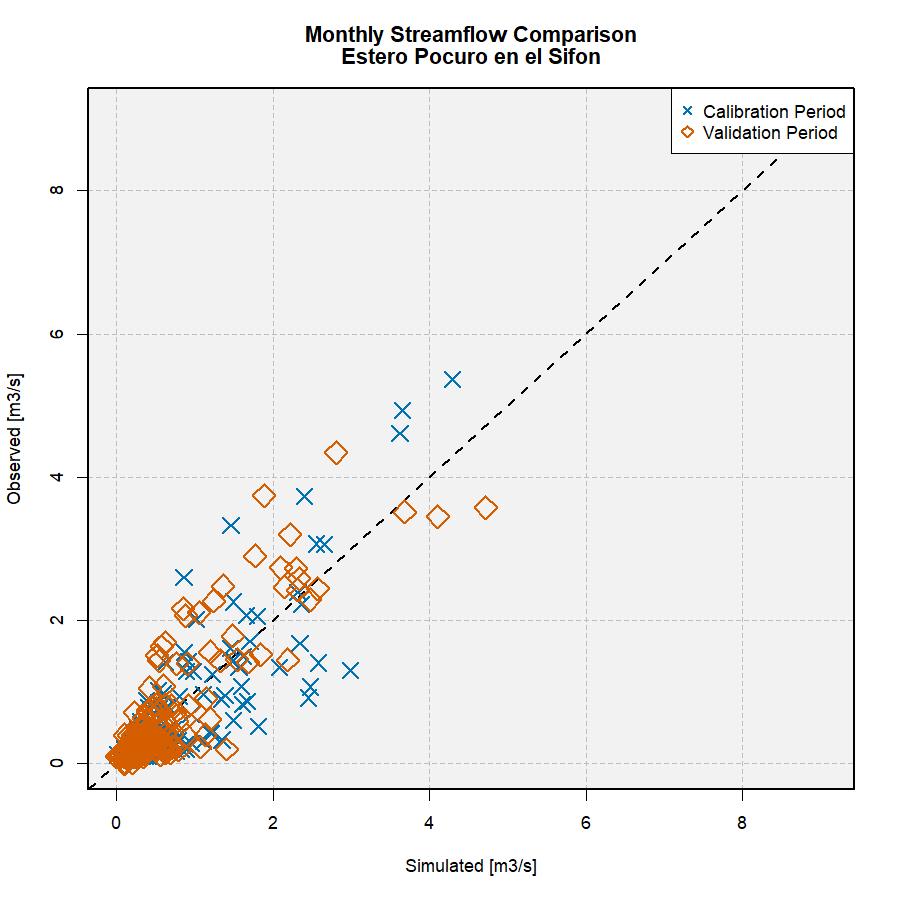 Monthly Streamflow Comparison
Estero Pocuro en el Sifon
Calibration Period
Validation Period
8
6
4
2
0
Observed [m3/s]
0 2 4 6 8
Simulated [m3/s]